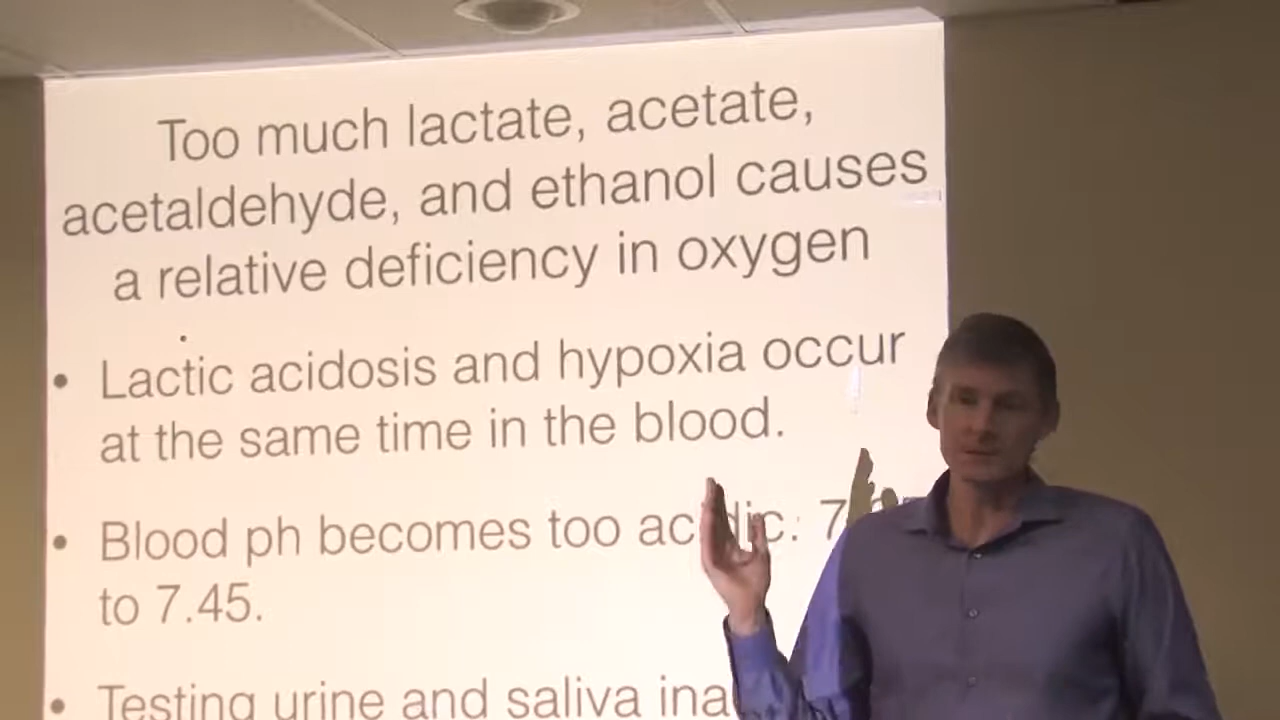 Too much lactate, acetate,
acetaldehyde, and ethanol causes
a relative deficiency in oxygen
• Lactic acidosis and hypoxia occur
at the same time in the blood.
• Blood ph becomes too acidic: 7
to 7.45.
• Testing urine and saliva